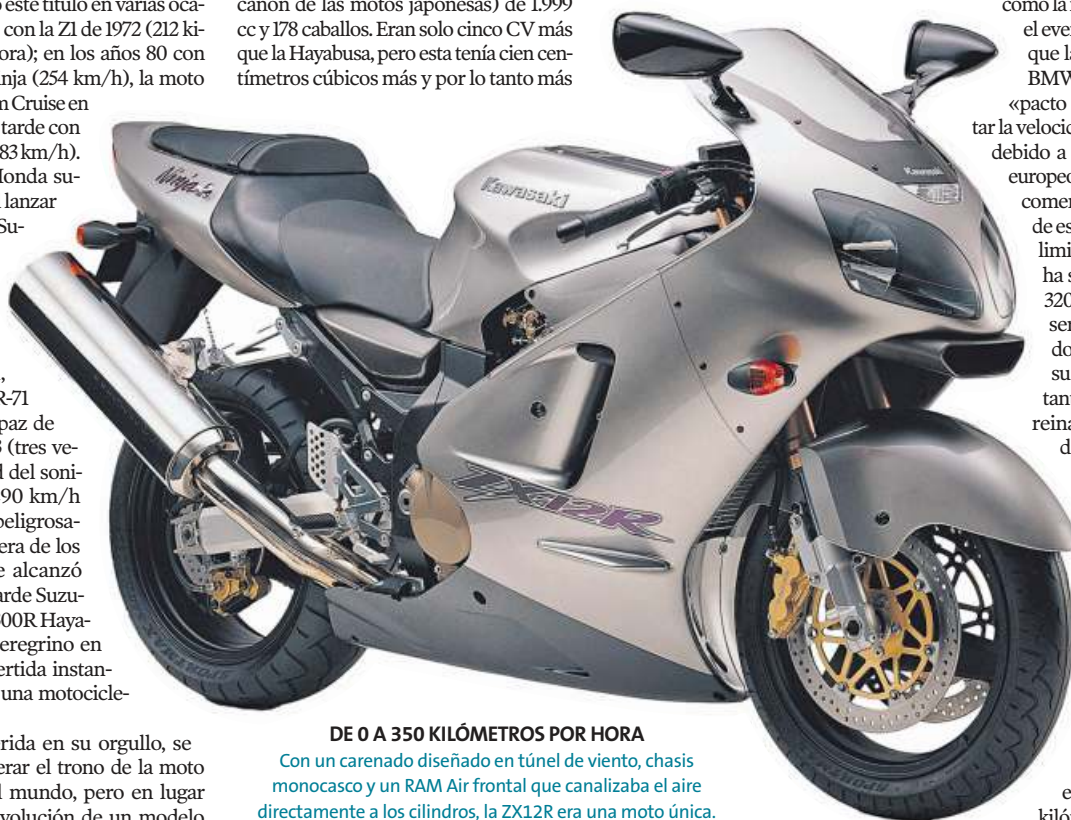 o este título en varias oca-
con la Z1 de 1972 (212 ki-
ora); en los años 80 con
nja (254 km/h), la moto
m Cruise en
tarde con
83 km/h).
Honda su-
lanzar
Su-
R-71
paz de
3 (tres ve-
d del soni-
90 km/h
peligrosa-
era de los
e alcanzó
arde Suzu-
300R Haya-
eregrino en
ertida instan-
una motocicle-
erida en su orgullo, se
erar el trono de la moto
l mundo, pero en lugar
volución de un modelo
cañón de las motos japonesas) de 1.999
cc y 178 caballos. Eran solo cinco CV más
que la Hayabusa, pero esta tenía cien cen-
tímetros cúbicos más y por lo tanto más
Ninja
Kawasaki
Kawasaki
ZX-12R
DE 0 A 350 KILÓMETROS POR HORA
Con un carenado diseñado en túnel de viento, chasis
monocasco y un RAM Air frontal que canalizaba el aire
directamente a los cilindros, la ZX12R era una moto única.
como la
el ever
que la
BMW
«pacto
tar la velocid
debido a
europeo
comer
de es
limi
ha s
320
ser
do
su
tan
reina
d
e
kiló